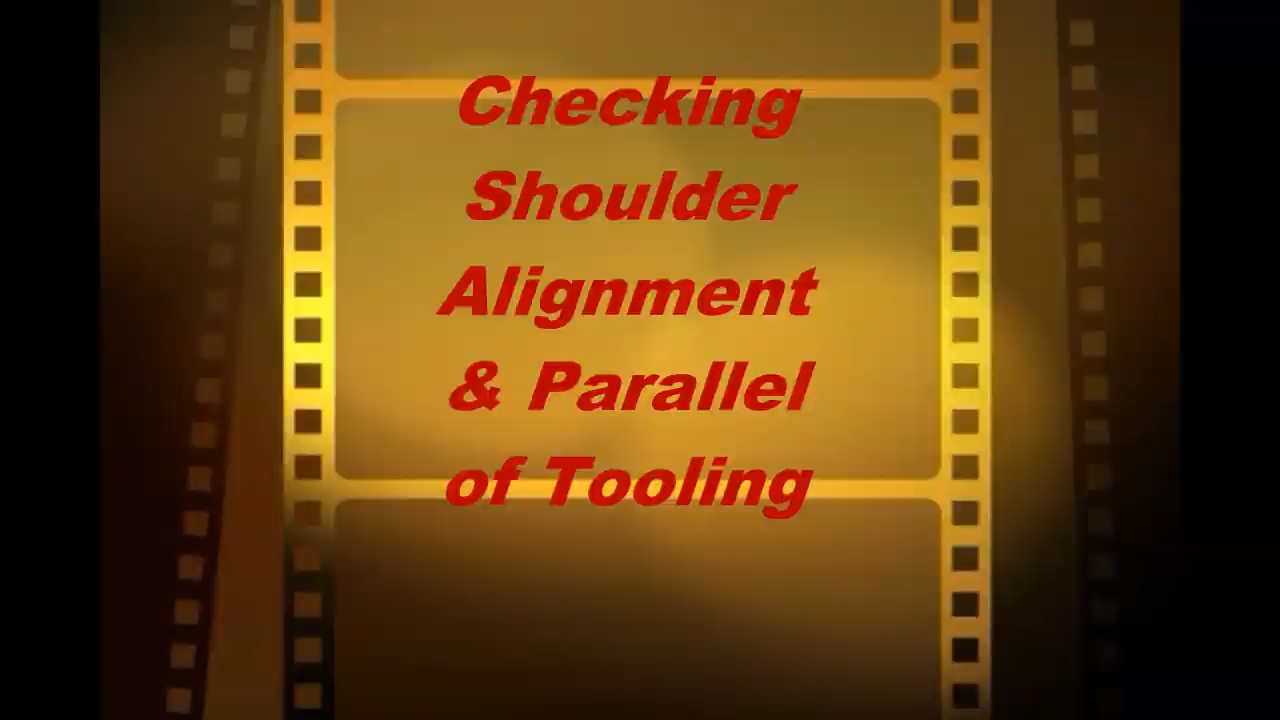 Checking
Shoulder
Alignment
& Parallel
of Tooling